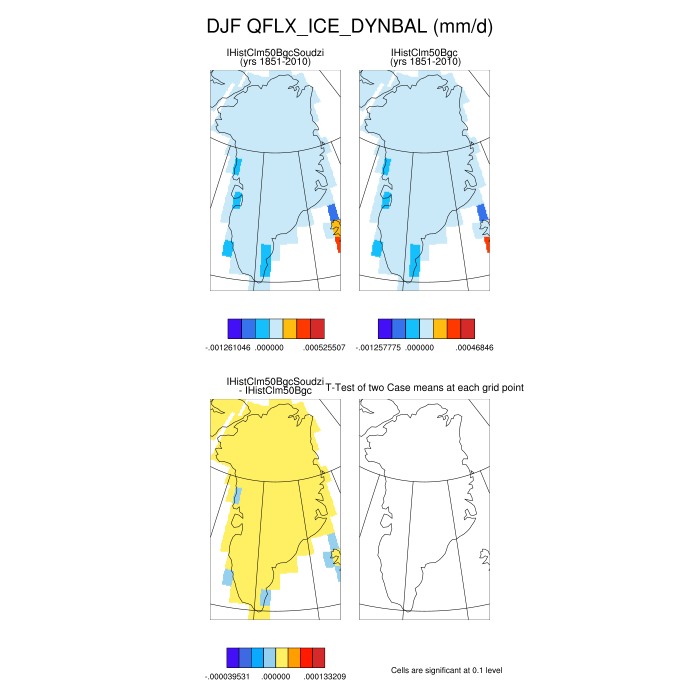 DJF QFLX_ICE_DYNBAL (mm/d)
IHistClm50BgcSoudzi
(yrs 1851-2010)
IHistClm50Bgc
(yrs 1851-2010)
-.001261046 .000000 .000525507
-.001257775 .000000 .00046846
IHistClm50BgcSoudzi
- IHistClm50Bgc
T-Test of two Case means at each grid point
-.000039531 .000000 .000133209
Cells are significant at 0.1 level